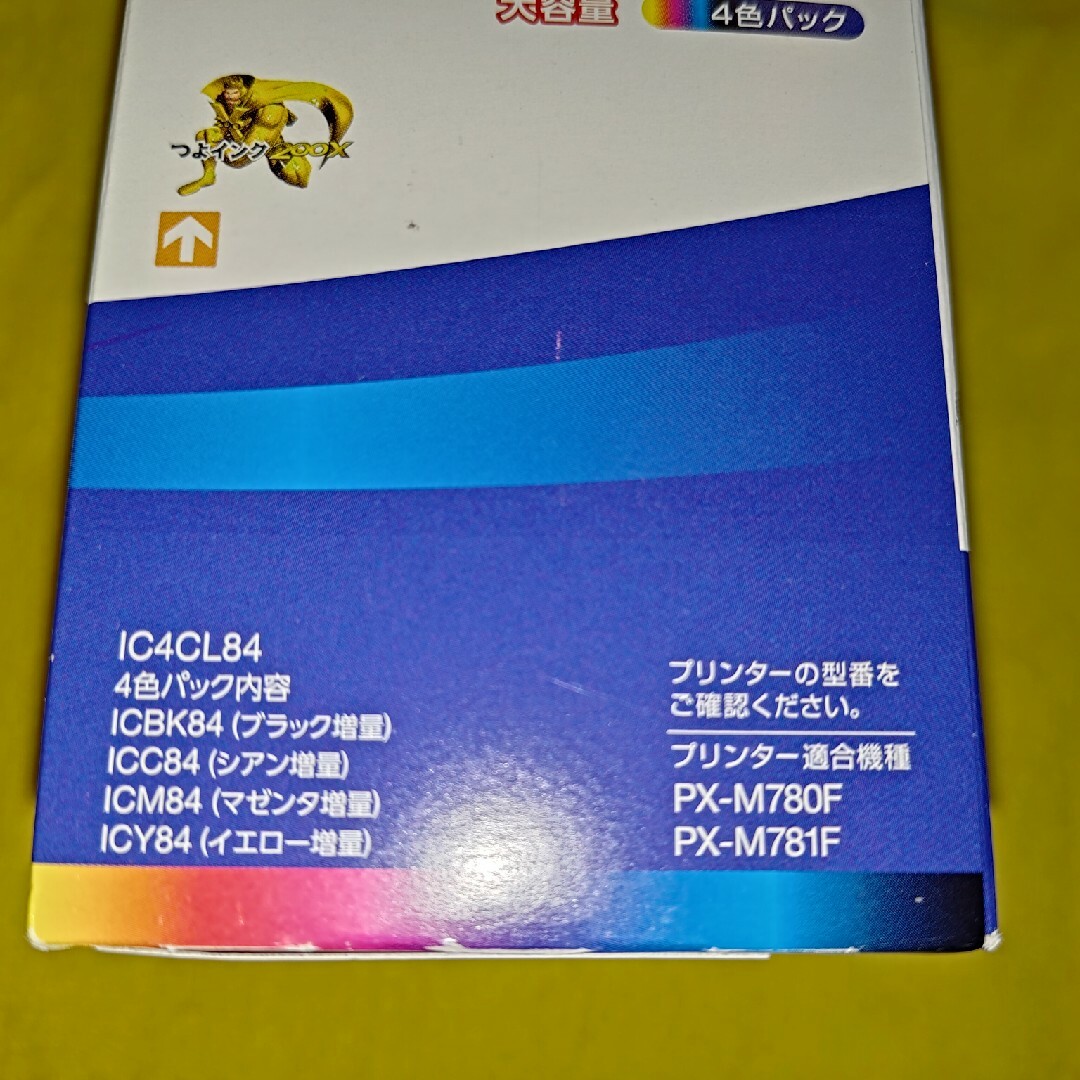 大容量
4色パック
つよインク200X
IC4CL84
4色パック内容
ICBK84 (ブラック増量)
ICC84 (シアン増量)
ICM84 (マゼンタ増量)
ICY84 (イエロー増量)
プリンターの型番を
ご確認ください。
プリンター適合機種
PX-M780F
PX-M781F